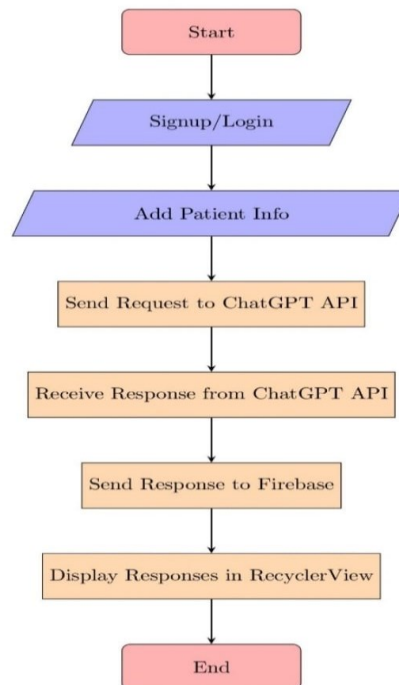 Start
Signup/Login
Add Patient Info
Send Request to ChatGPT API
Receive Response from ChatGPT API
Send Response to Firebase
Display Responses in RecyclerView
End